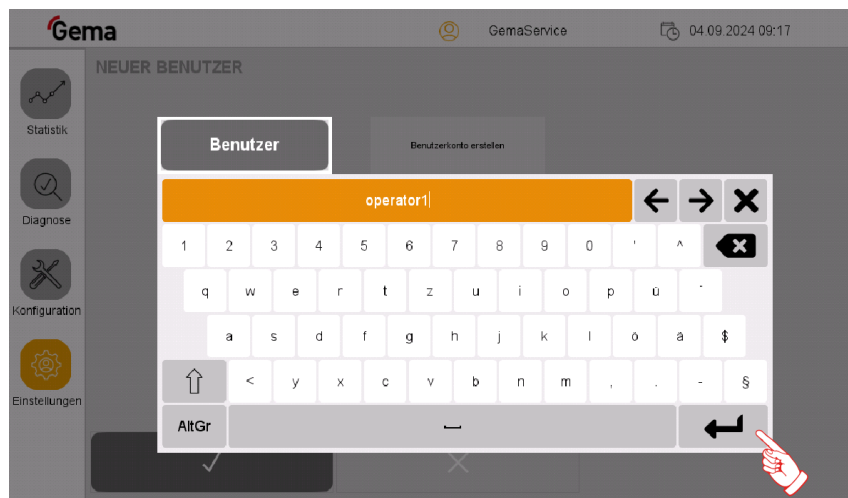 Gema
GemaService
04.09.2024 09:17
NEUER BENUTZER
Statistik
Diagnose
Konfiguration
Einstellungen
Benutzer
Benutzerkonto erstellen
operator1
1 2 3 4 5 6 7 8 9 0 ' ^
q w e r t z u i o p ü ¨
a s d f g h j k l ö ä $
< y x c v b n m , . - §
AltGr